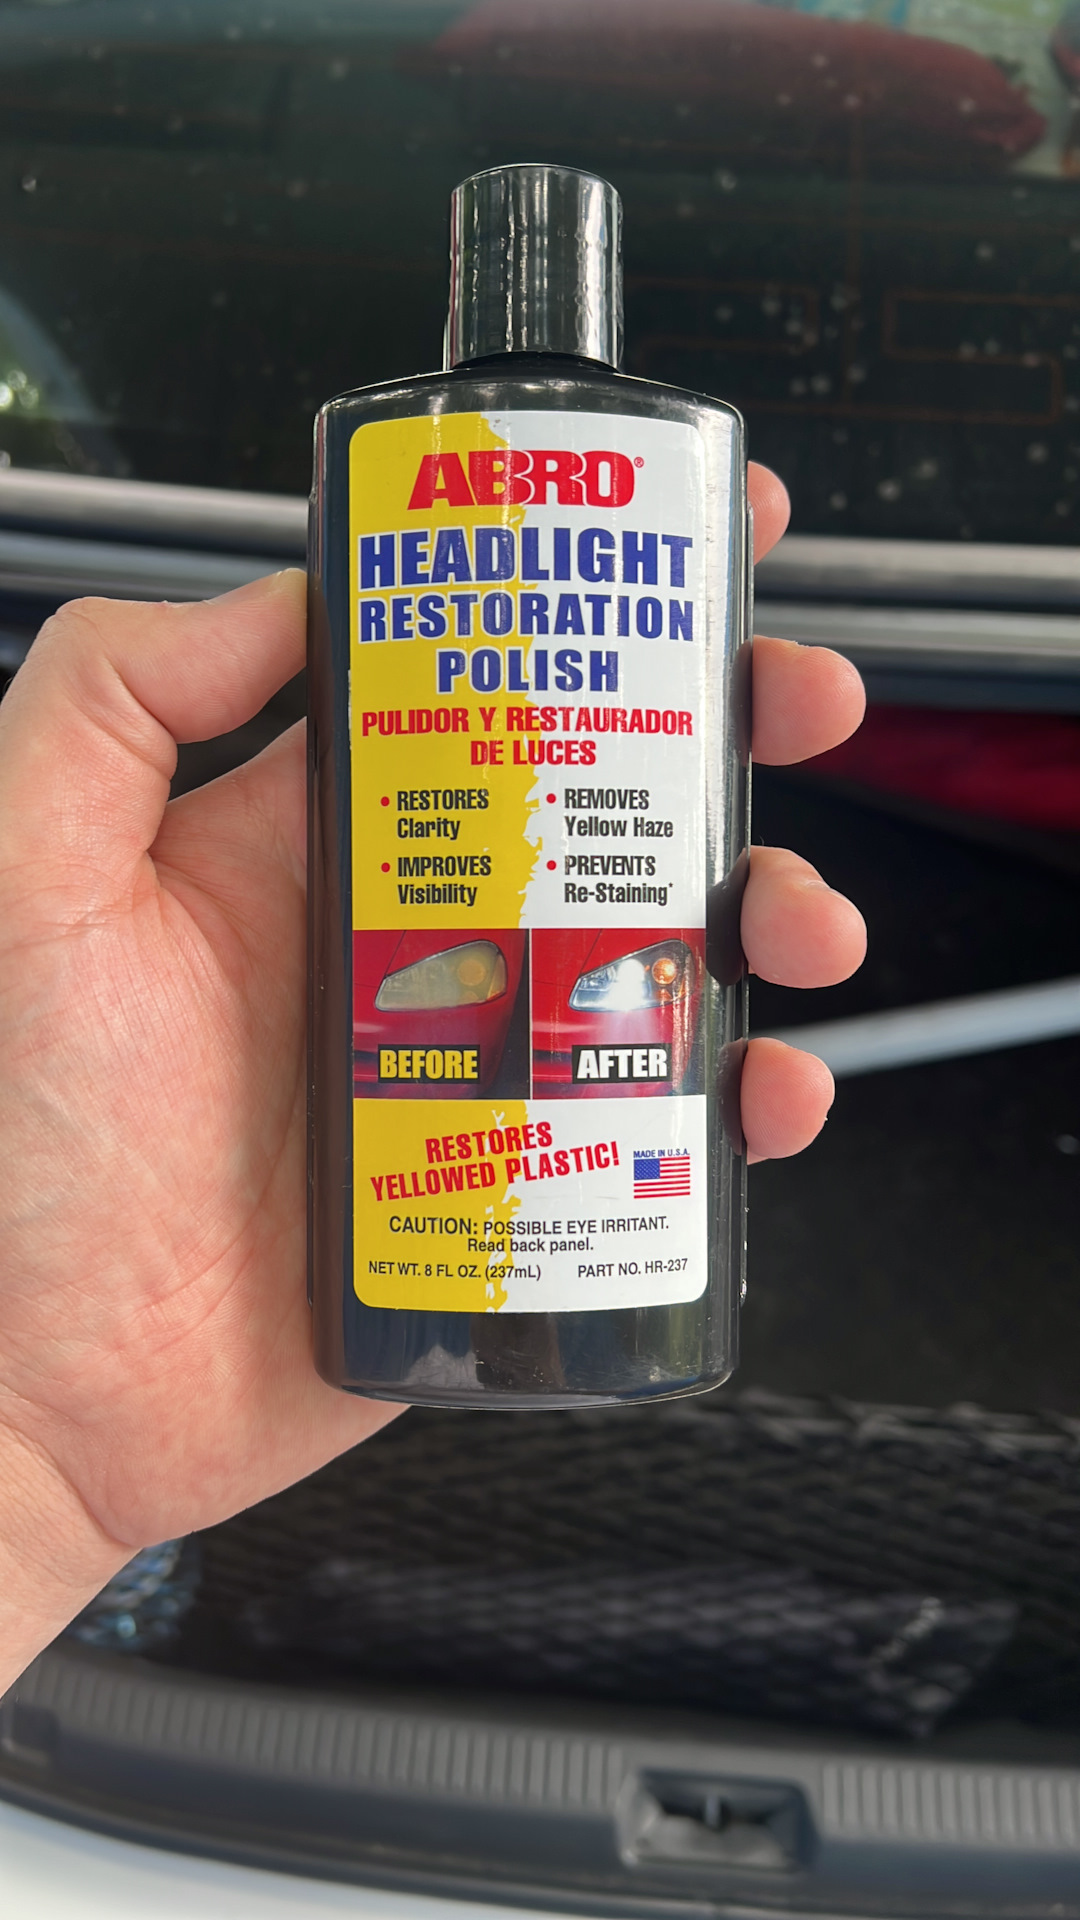 ABRO®
HEADLIGHT
RESTORATION
POLISH
PULIDOR Y RESTAURADOR
DE LUCES
• RESTORES
Clarity
• REMOVES
Yellow Haze
• IMPROVES
Visibility
• PREVENTS
Re-Staining*
BEFORE
AFTER
RESTORES
YELLOWED PLASTIC!
MADE IN U.S.A.
CAUTION: POSSIBLE EYE IRRITANT.
Read back panel.
NET WT. 8 FL OZ. (237mL) PART NO. HR-237